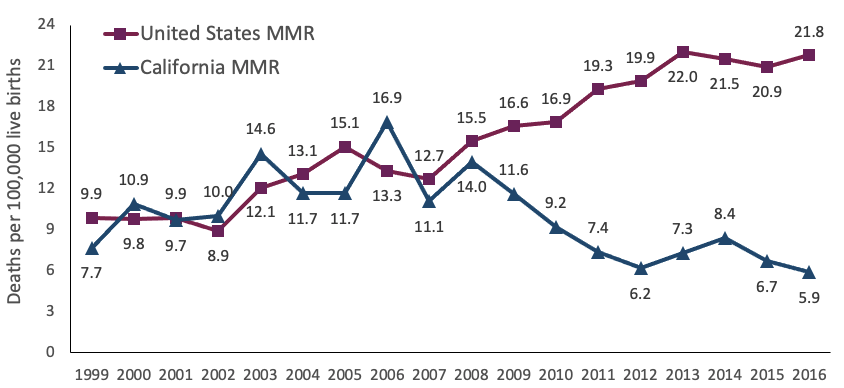 Deaths per 100,000 live births
24
21
18
15
12
9
6
3
0
United States MMR
California MMR
9.9 9.8 9.9 8.9 12.1 13.1 15.1 13.3 12.7 15.5 16.6 16.9 19.3 19.9 22.0 21.5 20.9 21.8
7.7 10.9 9.7 10.0 14.6 11.7 11.7 16.9 11.1 14.0 11.6 9.2 7.4 6.2 7.3 8.4 6.7 5.9
1999 2000 2001 2002 2003 2004 2005 2006 2007 2008 2009 2010 2011 2012 2013 2014 2015 2016